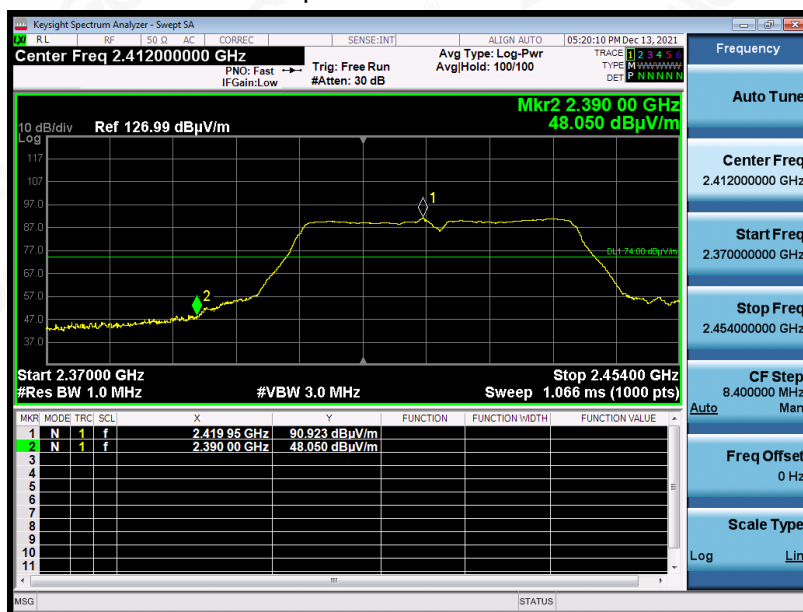 Keysight Spectrum Analyzer - Swept SA
LXI RL RF 50 Ω AC CORREC SENSE:INT ALIGN AUTO 05:20:10 PM Dec 13, 2021
Center Freq 2.412000000 GHz
PNO: Fast
IFGain:Low
Trig: Free Run
#Atten: 30 dB
Avg Type: Log-Pwr
Avg|Hold: 100/100
TRACE 1 2 3 4 5 6
TYPE M WWWWW
DET P N N N N N
Mkr2 2.390 00 GHz
48.050 dBµV/m
10 dB/div Ref 126.99 dBµV/m
Log
117
107
97.0
87.0
77.0
67.0
57.0
47.0
37.0
1
2
DL1 74.00 dBµV/m
Start 2.37000 GHz Stop 2.45400 GHz
#Res BW 1.0 MHz #VBW 3.0 MHz Sweep 1.066 ms (1000 pts)
MKR MODE TRC SCL X Y FUNCTION FUNCTION WIDTH FUNCTION VALUE
1 N 1 f 2.419 95 GHz 90.923 dBµV/m
2 N 1 f 2.390 00 GHz 48.050 dBµV/m
3
4
5
6
7
8
9
10
11
MSG STATUS
Frequency
Auto Tune
Center Freq
2.412000000 GHz
Start Freq
2.370000000 GHz
Stop Freq
2.454000000 GHz
CF Step
8.400000 MHz
Auto Man
Freq Offset
0 Hz
Scale Type
Log Lin